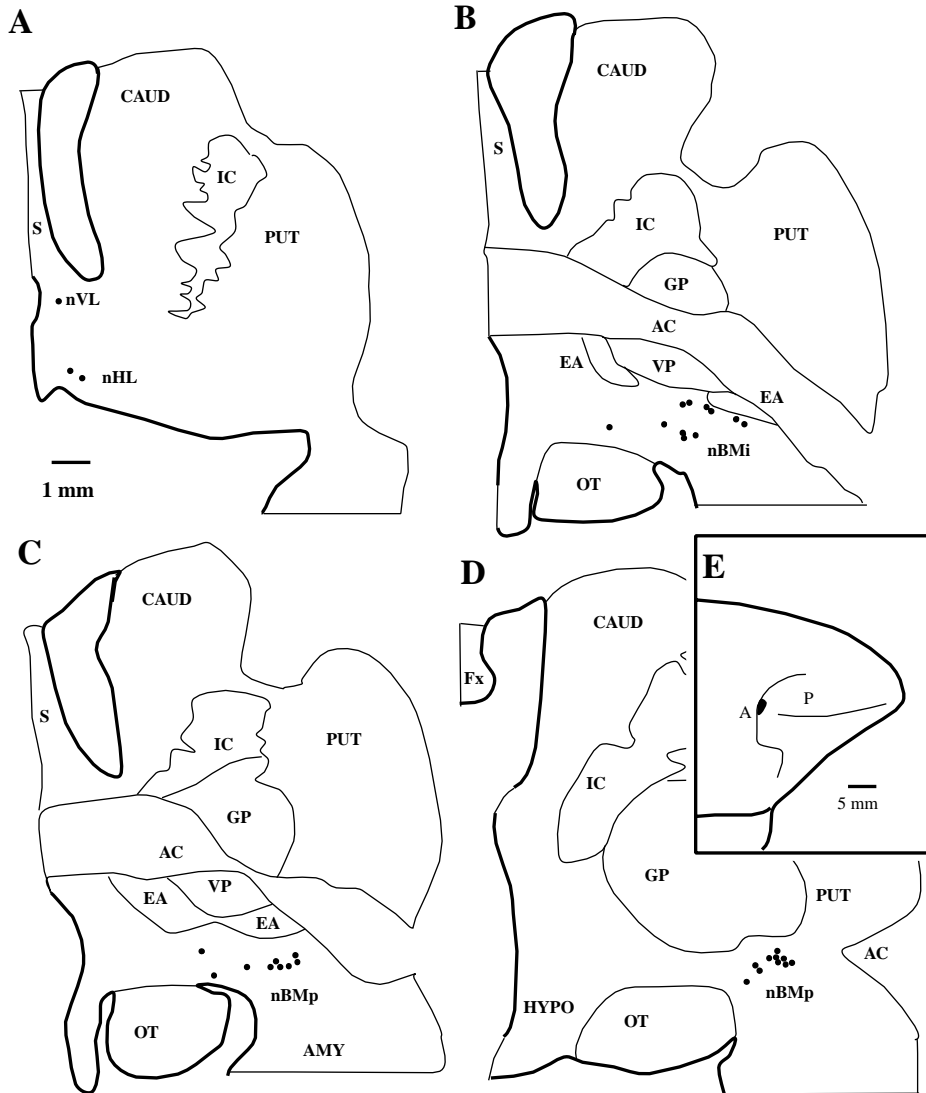 A
CAUD
IC
S
PUT
nVL
nHL
1 mm
B
CAUD
S
IC
PUT
GP
AC
EA
VP
EA
nBMi
OT
C
CAUD
S
IC
PUT
GP
AC
EA
VP
EA
nBMp
OT
AMY
D
CAUD
Fx
IC
GP
PUT
AC
nBMp
HYPO
OT
E
A
P
5 mm